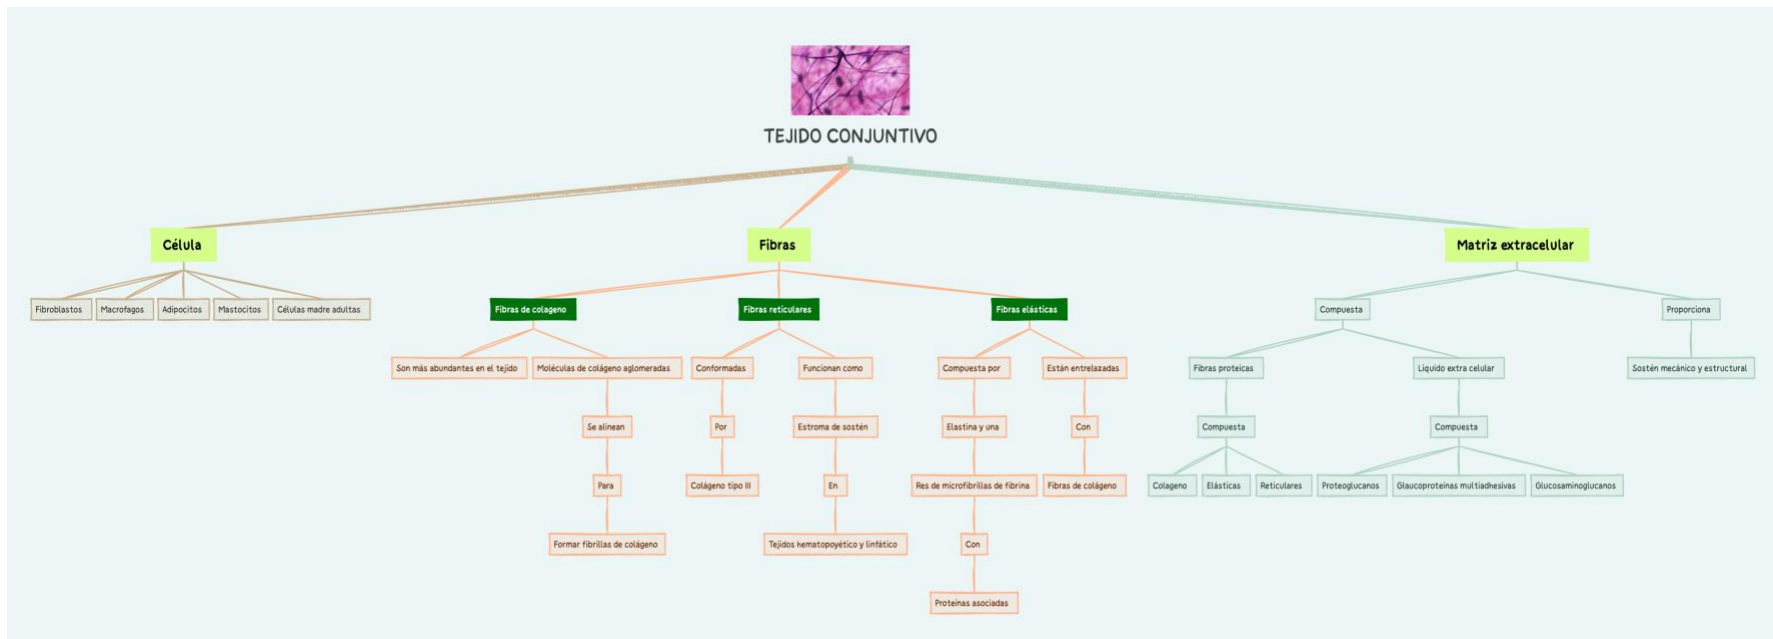 TEJIDO CONJUNTIVO
Célula
Fibras
Matriz extracelular
Fibroblastos
Macrofagos
Adipocitos
Mastocitos
Células madre adultas
Fibras de colageno
Fibras reticulares
Fibras elásticas
Compuesta
Proporciona
Son más abundantes en el tejido
Moléculas de colágeno aglomeradas
Conformadas
Funcionan como
Compuesta por
Están entrelazadas
Fibras proteicas
Liquido extra celular
Sostén mecánico y estructural
Se alinean
Por
Estroma de sostén
Elastina y una
Con
Compuesta
Compuesta
Para
Colágeno tipo III
En
Res de microfibrillas de fibrina
Fibras de colágeno
Colageno
Elásticas
Reticulares
Proteoglucanos
Glaucoproteinas multiadhesivas
Glucosaminoglucanos
Formar fibrillas de colágeno
Tejidos hematopoyético y linfático
Con
Proteinas asociadas